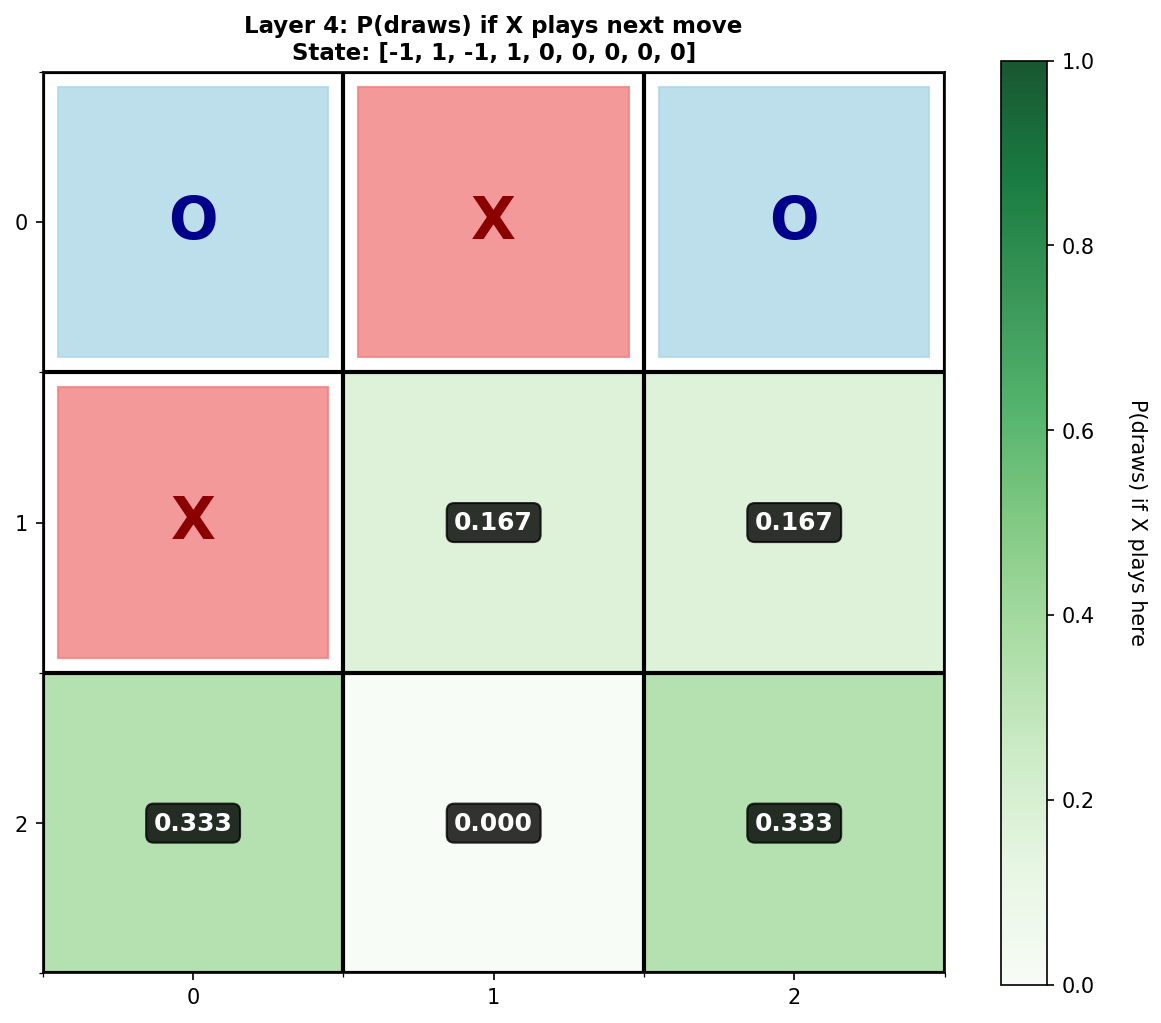 Layer 4: P(draws) if X plays next move
State: [-1, 1, -1, 1, 0, 0, 0, 0, 0]
0
O
X
O
1
X
0.167
0.167
2
0.333
0.000
0.333
0
1
2
1.0
0.8
0.6
0.4
0.2
0.0
P(draws) if X plays here